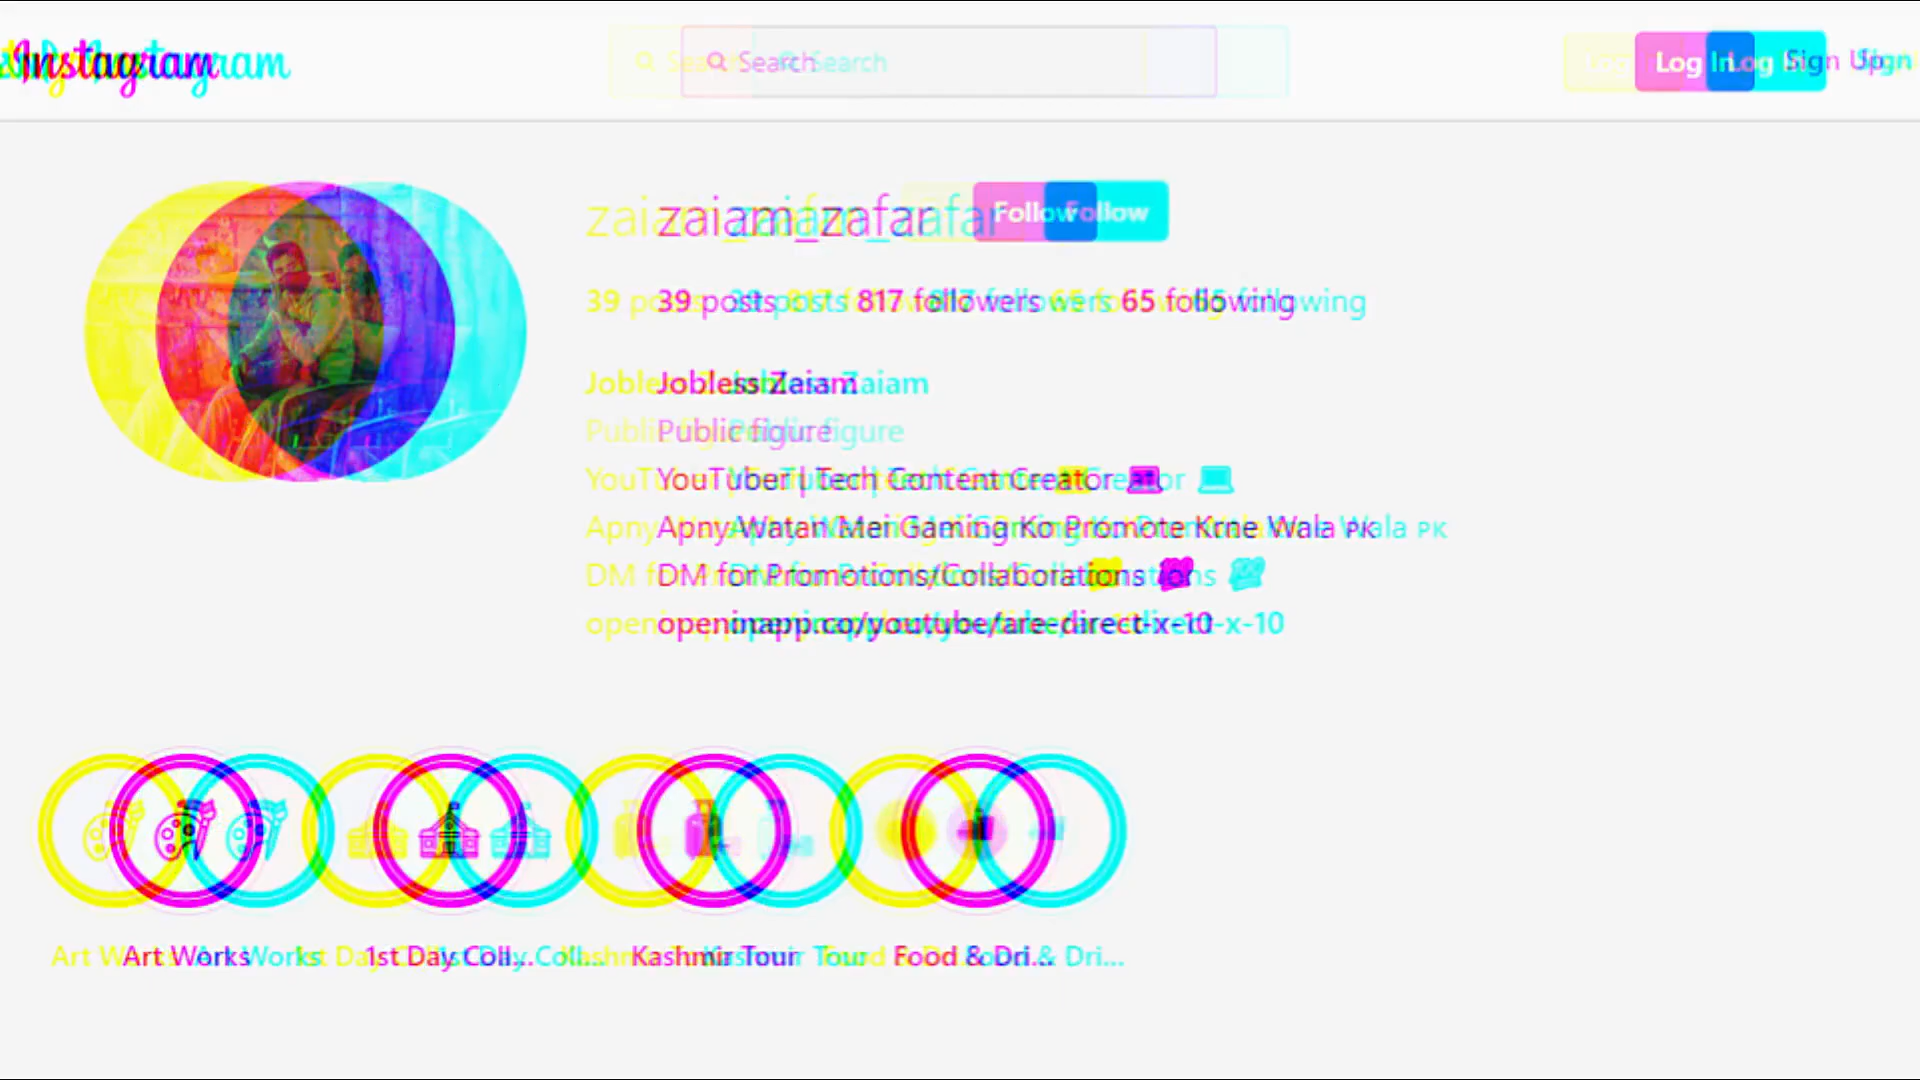 Instagram
Search
Log In Sign Up
zaiam_zafar Follow
39 posts 817 followers 65 following
Jobless Zaiam
Public figure
YouTuber | Tech Content Creator
Apny Watan Mei Gaming Ko Promote Krne Wala PK
DM for Promotions/Collaborations
openinapp.co/youtube/are-direct-x-10
Art Works 1st Day Coll... Kashmir Tour Food & Dri...